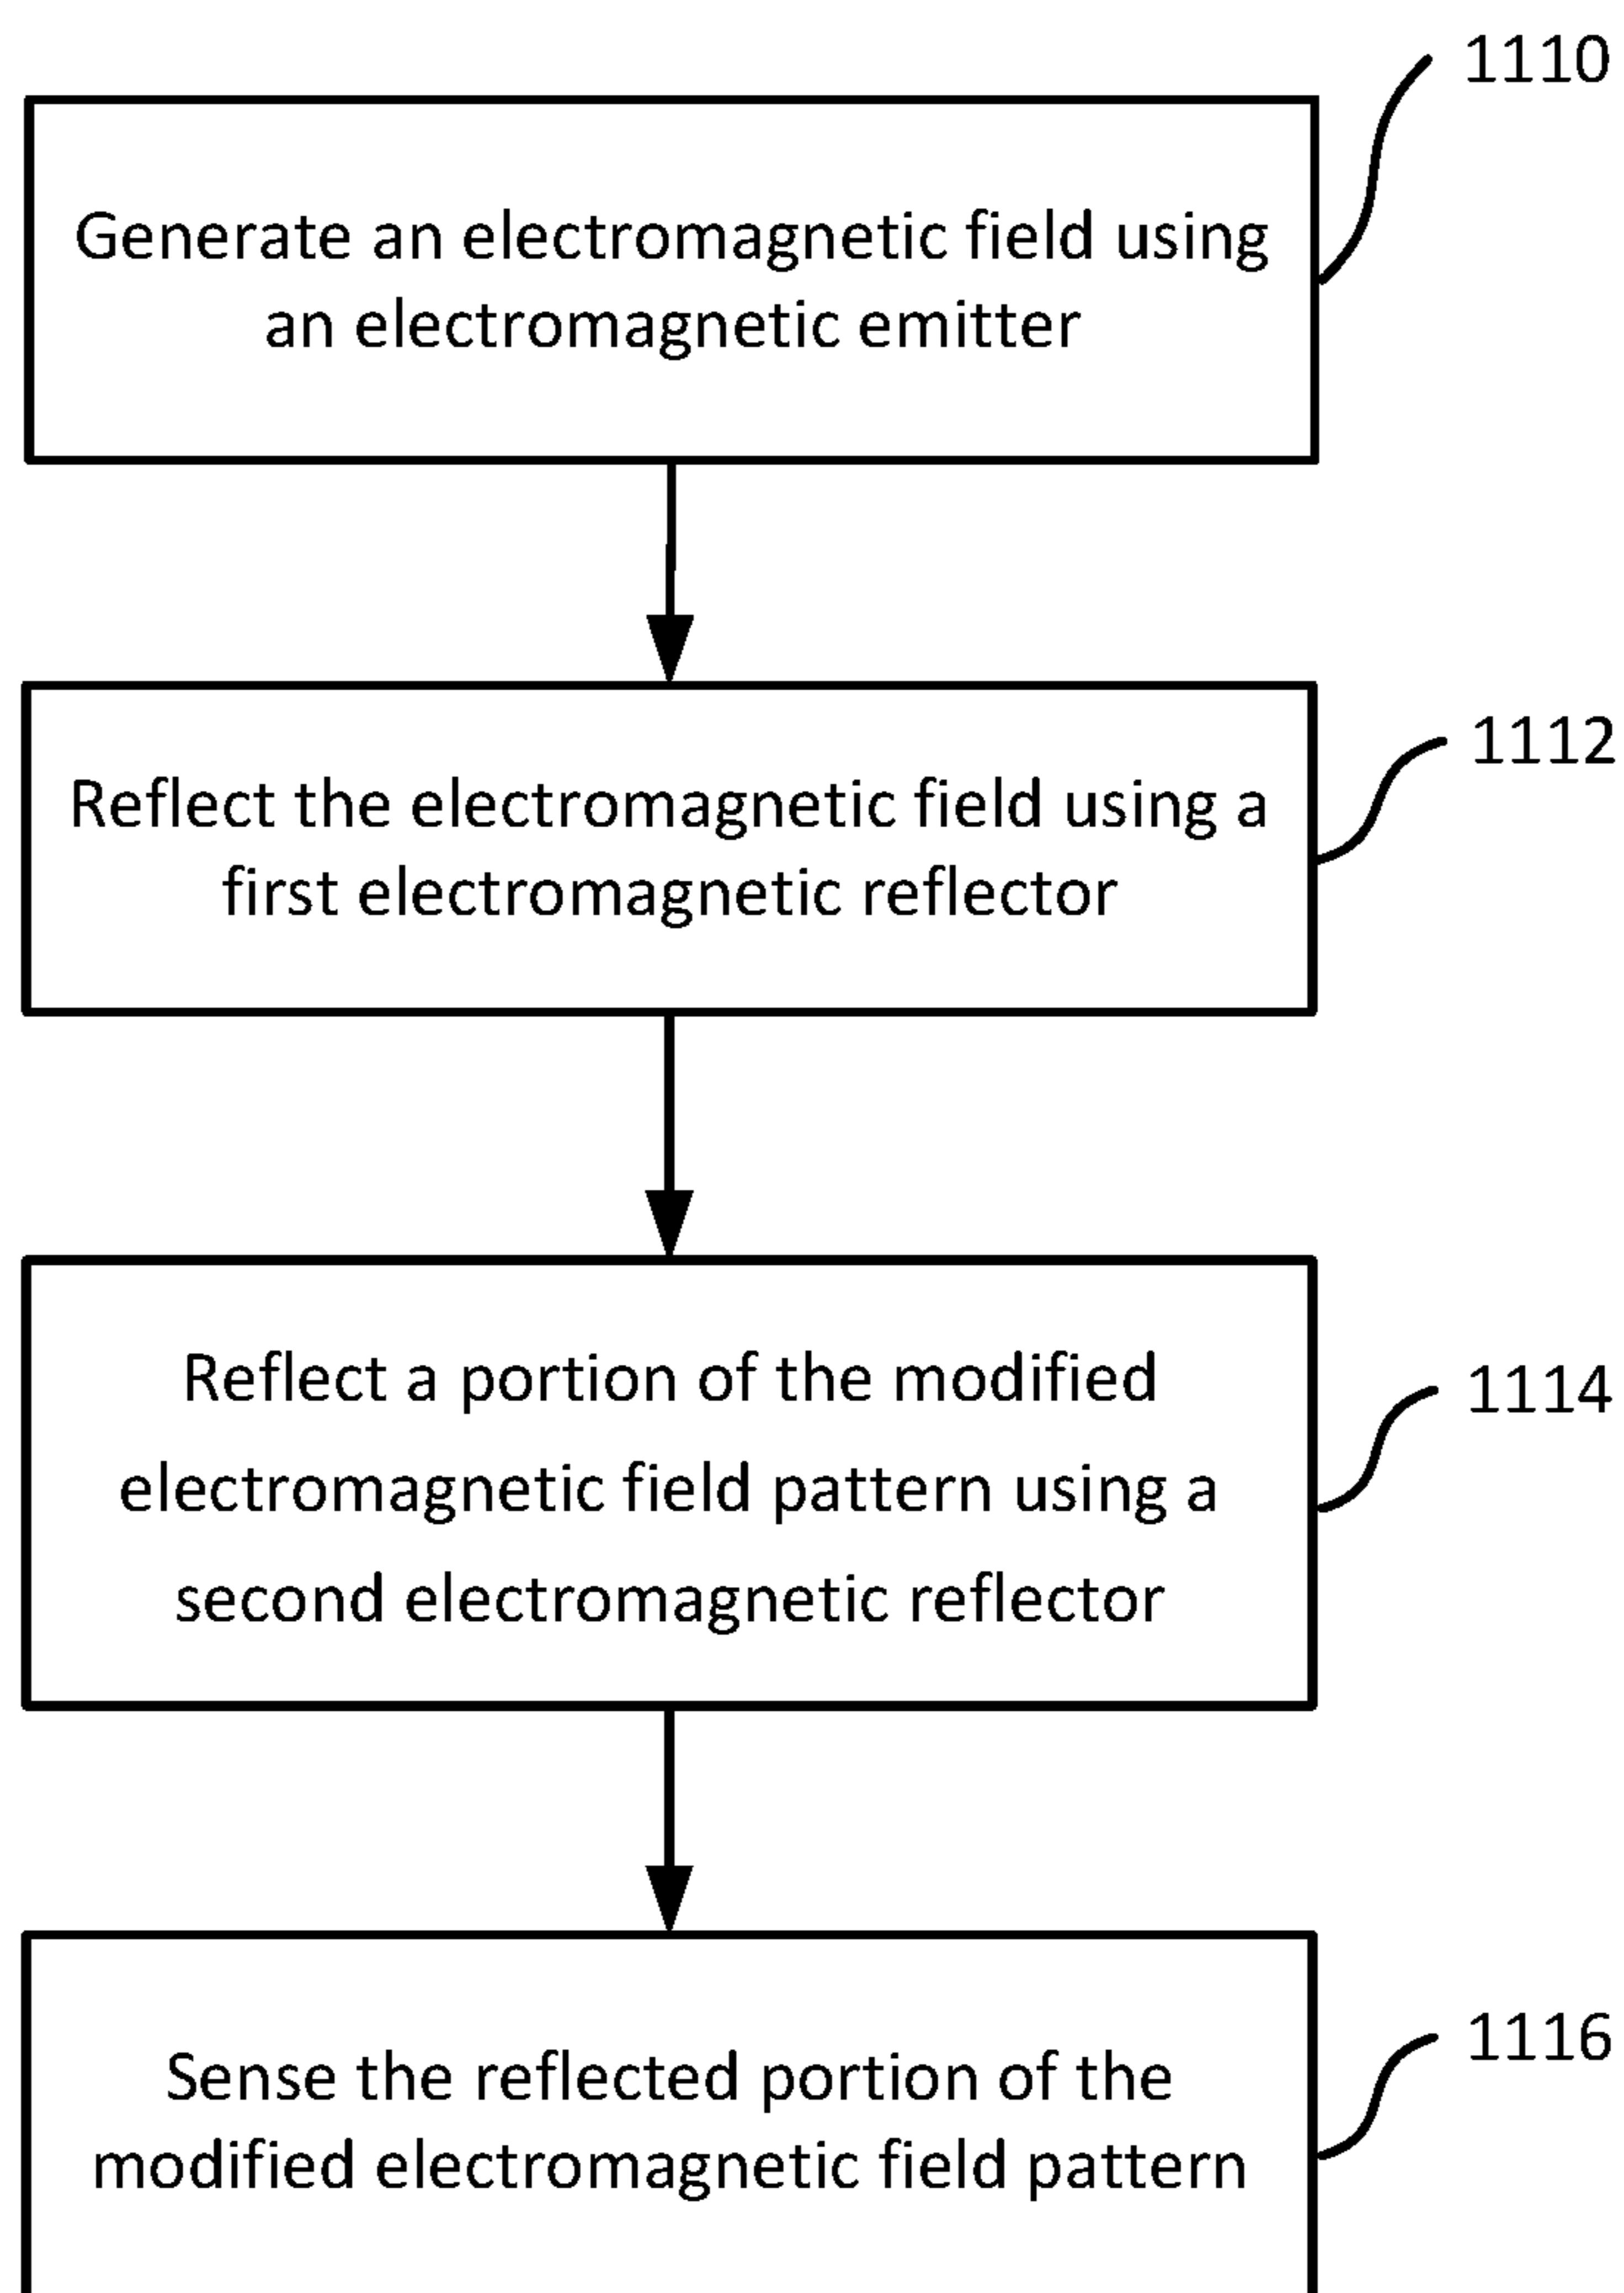 1110
Generate an electromagnetic field using
an electromagnetic emitter
1112
Reflect the electromagnetic field using a
first electromagnetic reflector
1114
Reflect a portion of the modified
electromagnetic field pattern using a
second electromagnetic reflector
1116
Sense the reflected portion of the
modified electromagnetic field pattern